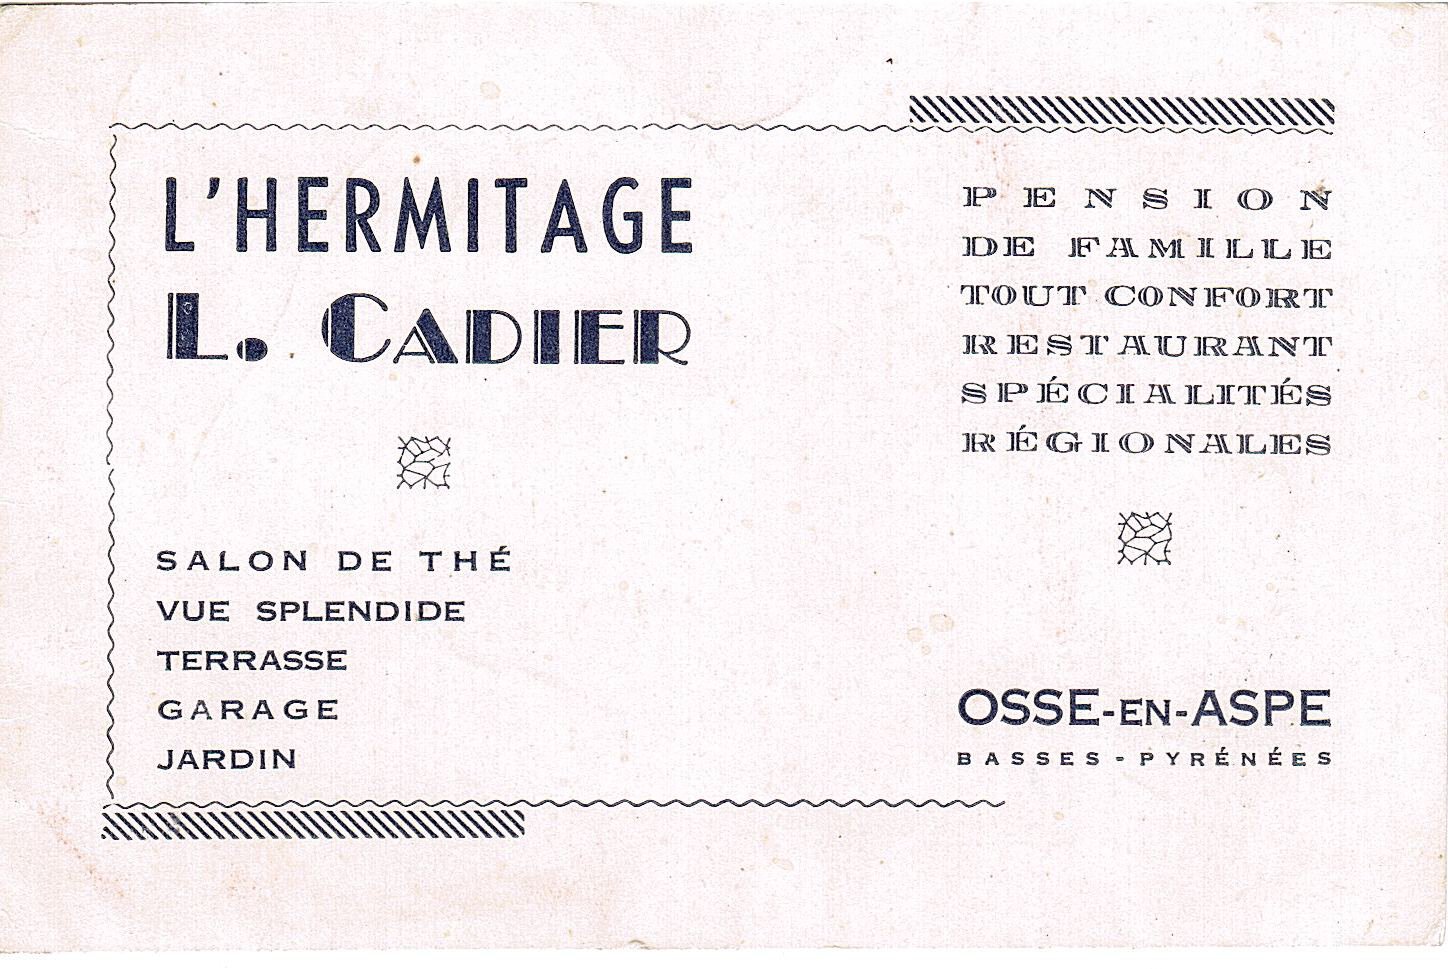 L'HERMITAGE
L. CADIER
SALON DE THÉ
VUE SPLENDIDE
TERRASSE
GARAGE
JARDIN
PENSION
DE FAMILLE
TOUT CONFORT
RESTAURANT
SPÉCIALITÉS
RÉGIONALES
OSSE-EN-ASPE
BASSES-PYRÉNÉES